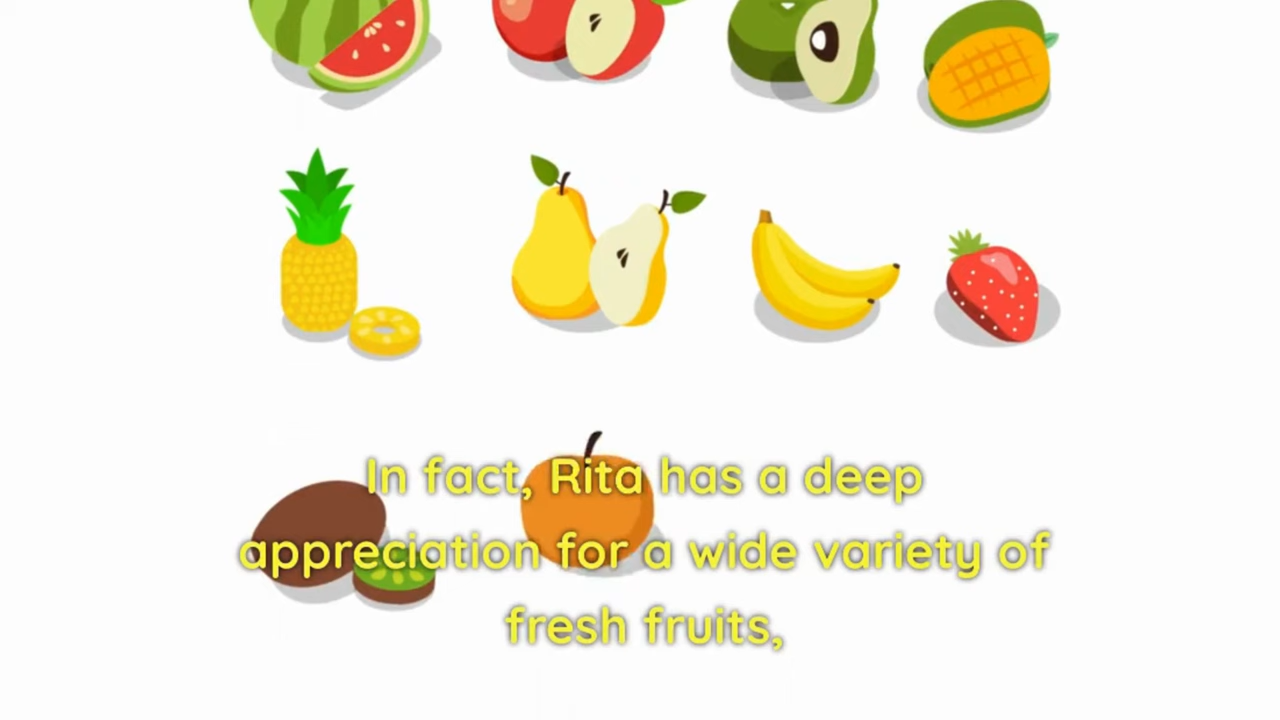 In fact, Rita has a deep
appreciation for a wide variety of
fresh fruits,